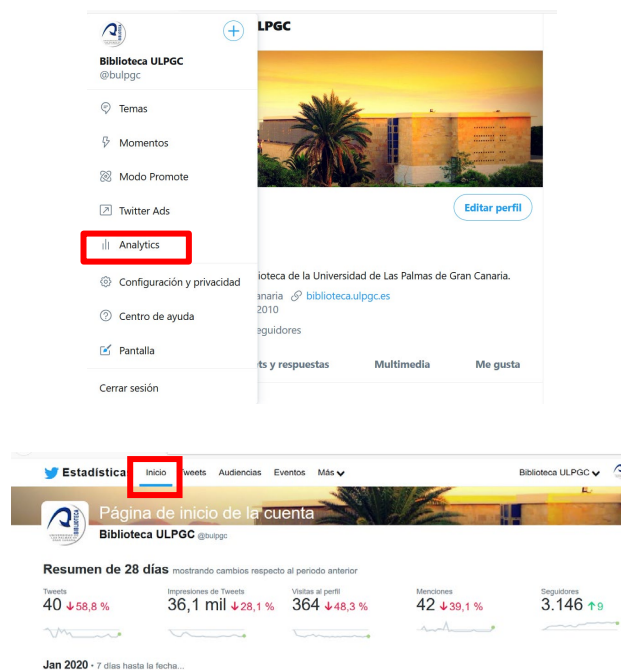 LPGC
Biblioteca ULPGC
@bulpgc
Temas
Momentos
Modo Promote
Twitter Ads
Analytics
Configuración y privacidad
Centro de ayuda
Pantalla
Cerrar sesión
Editar perfil
ioteca de la Universidad de Las Palmas de Gran Canaria.
anaria biblioteca.ulpgc.es
2010
eguidores
ts y respuestas Multimedia Me gusta
Estadística Inicio Tweets Audiencias Eventos Más Biblioteca ULPGC
Página de inicio de la cuenta
Biblioteca ULPGC @bulpgc
Resumen de 28 días mostrando cambios respecto al periodo anterior
Tweets Impresiones de Tweets Visitas al perfil Menciones Seguidores
40 ↓58,8 % 36,1 mil ↓28,1 % 364 ↓48,3 % 42 ↓39,1 % 3.146 ↑9
Jan 2020 • 7 días hasta la fecha...